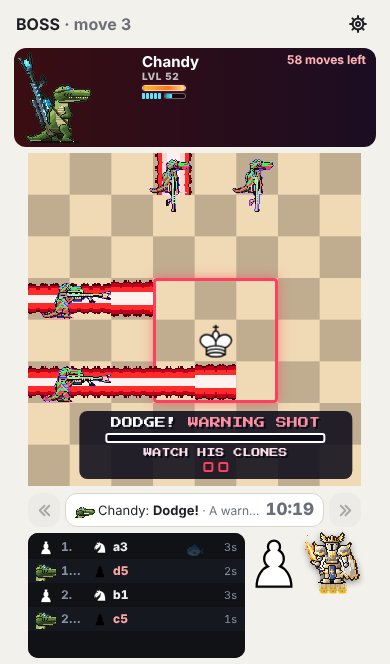 BOSS · move 3
Chandy
58 moves left
LVL 52
DODGE! WARNING SHOT
WATCH HIS CLONES
Chandy: Dodge! · A warn... 10:19
1. a3 3s
1... d5 2s
2. b1 3s
2... c5 1s